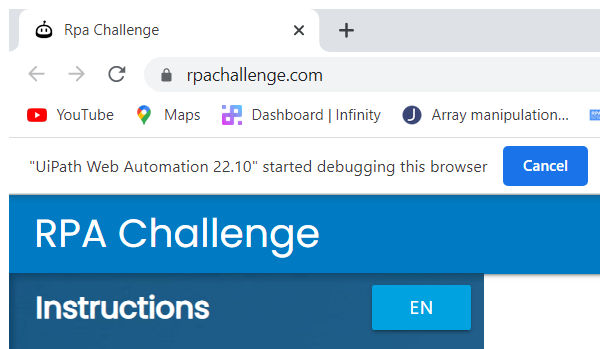 Rpa Challenge
rpachallenge.com
YouTube Maps Dashboard | Infinity Array manipulation...
"UiPath Web Automation 22.10" started debugging this browser Cancel
RPA Challenge
Instructions EN